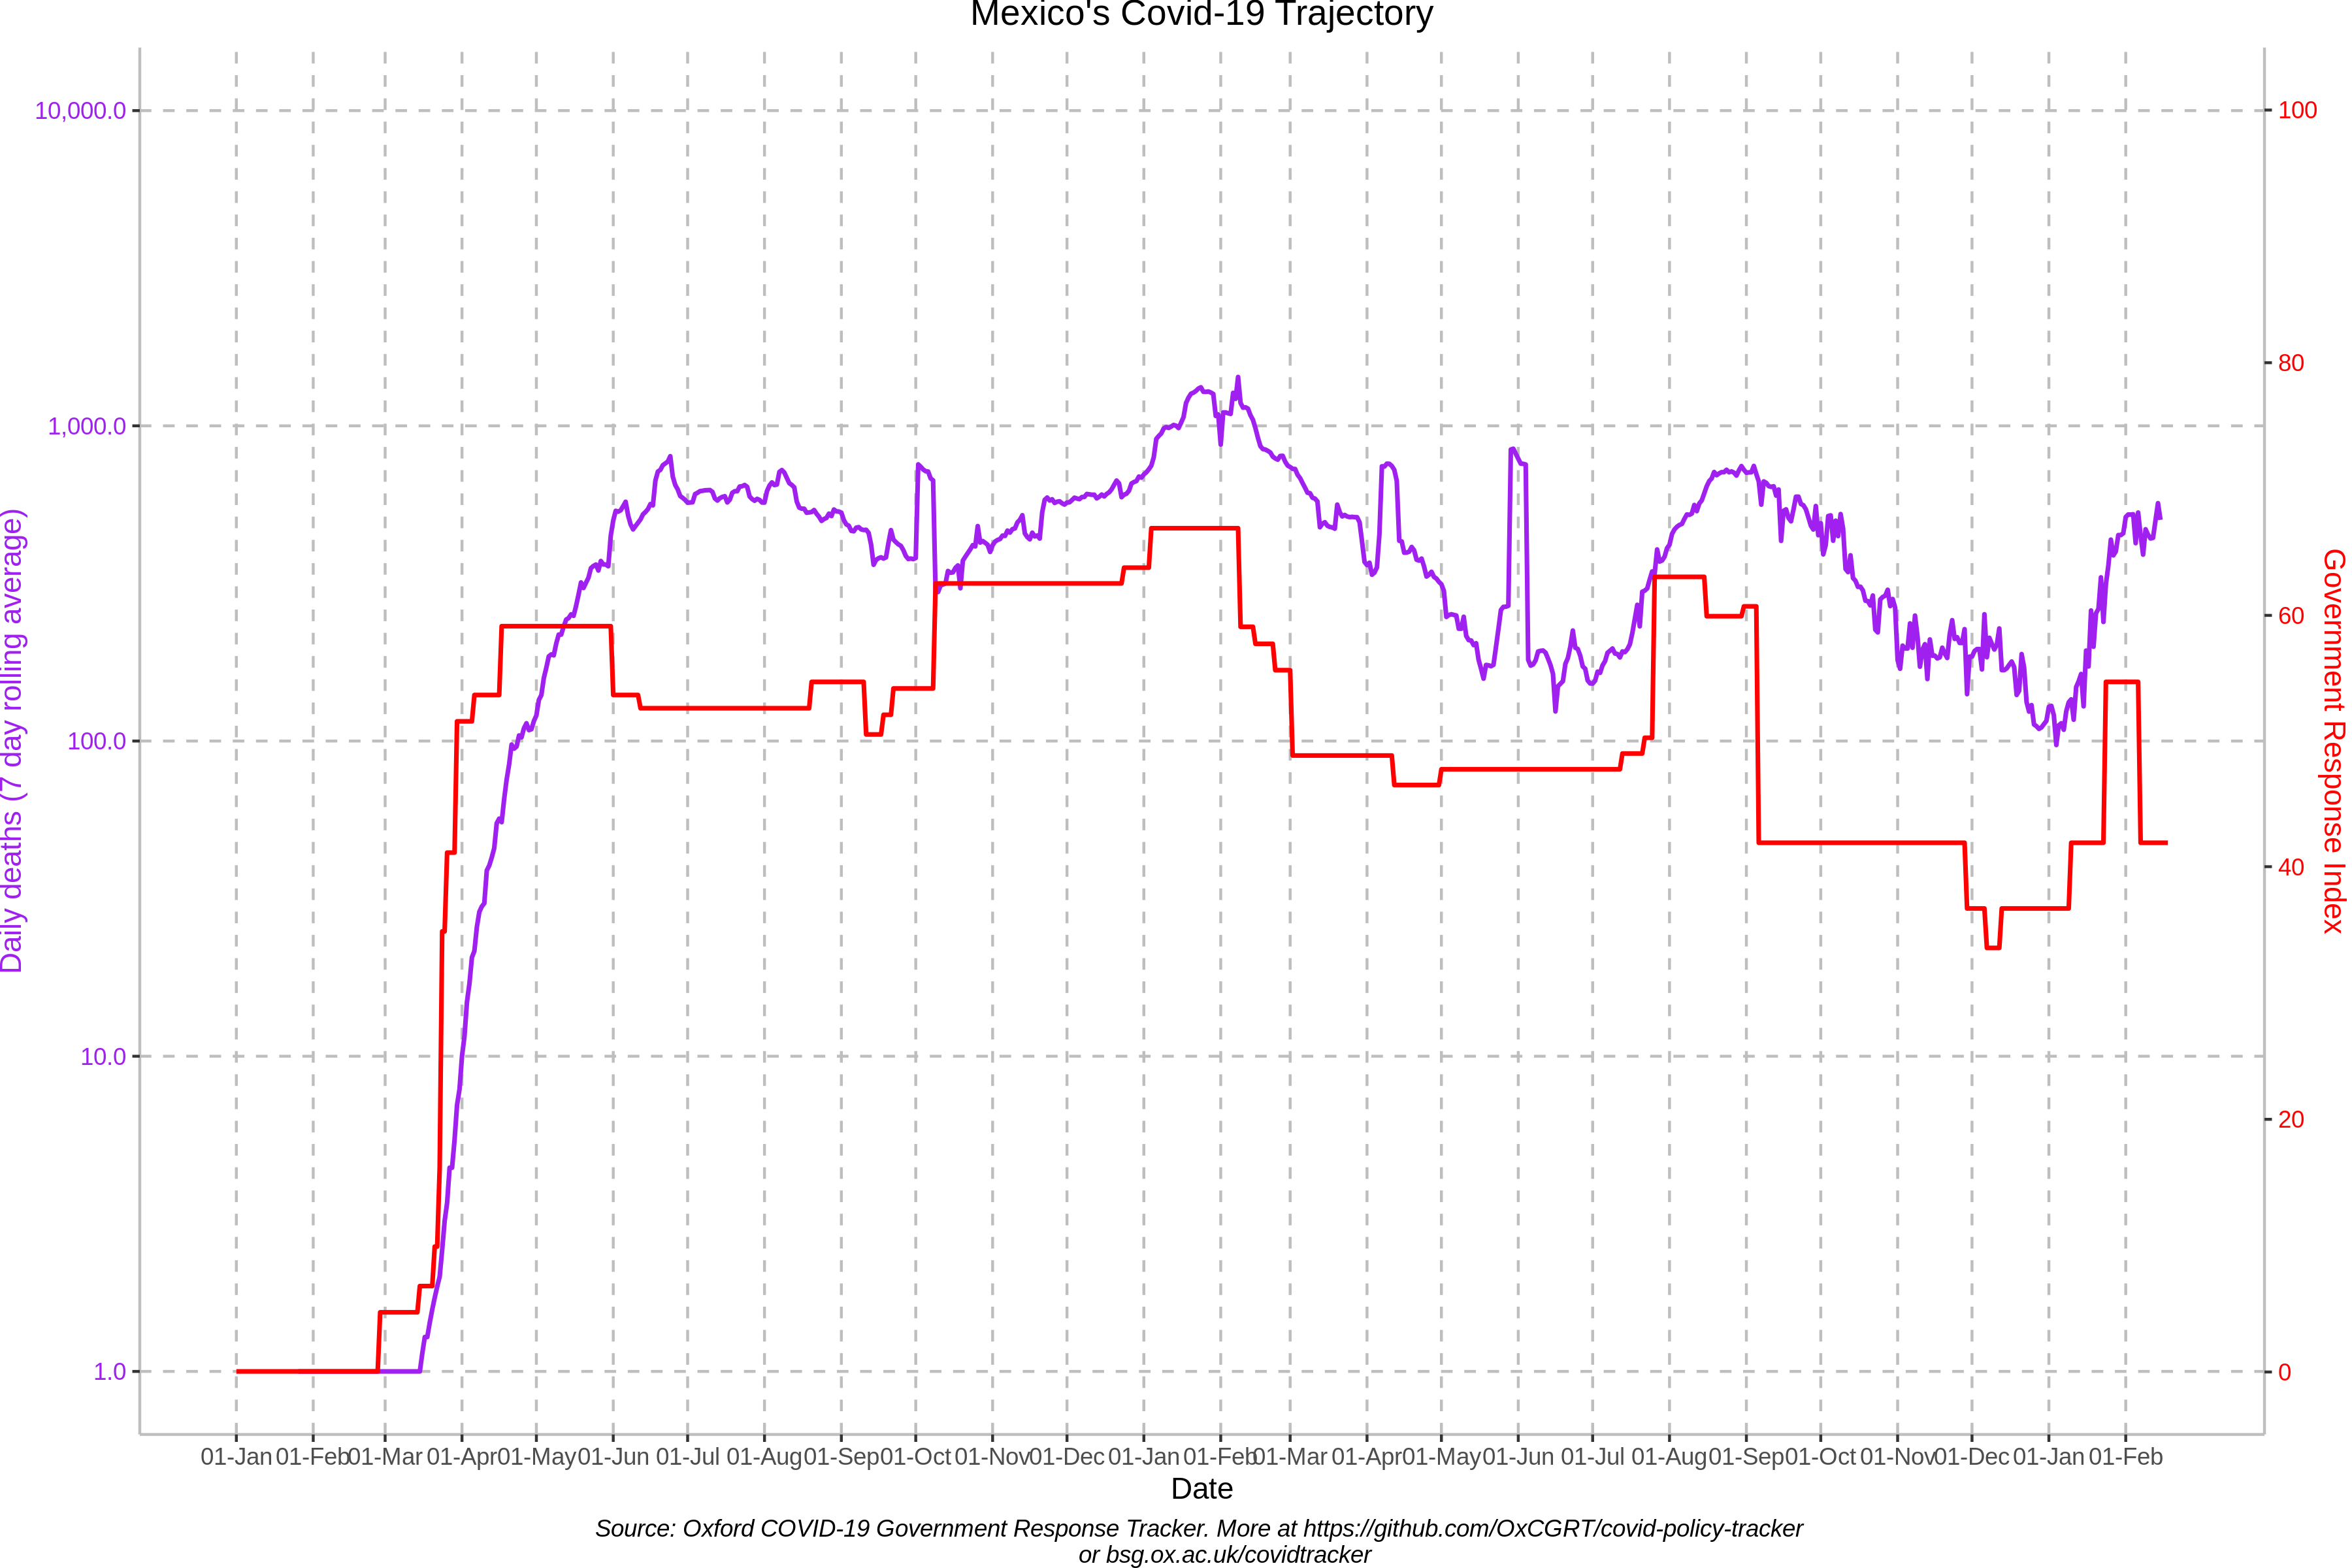 Mexico's Covid-19 Trajectory
Daily deaths (7 day rolling average)
10,000.0
1,000.0
100.0
10.0
1.0
100
80
60
40
20
0
Government Response Index
01-Jan 01-Feb 01-Mar 01-Apr 01-May 01-Jun 01-Jul 01-Aug 01-Sep 01-Oct 01-Nov 01-Dec 01-Jan 01-Feb 01-Mar 01-Apr 01-May 01-Jun 01-Jul 01-Aug 01-Sep 01-Oct 01-Nov 01-Dec 01-Jan 01-Feb
Date
Source: Oxford COVID-19 Government Response Tracker. More at https://github.com/OxCGRT/covid-policy-tracker
or bsg.ox.ac.uk/covidtracker